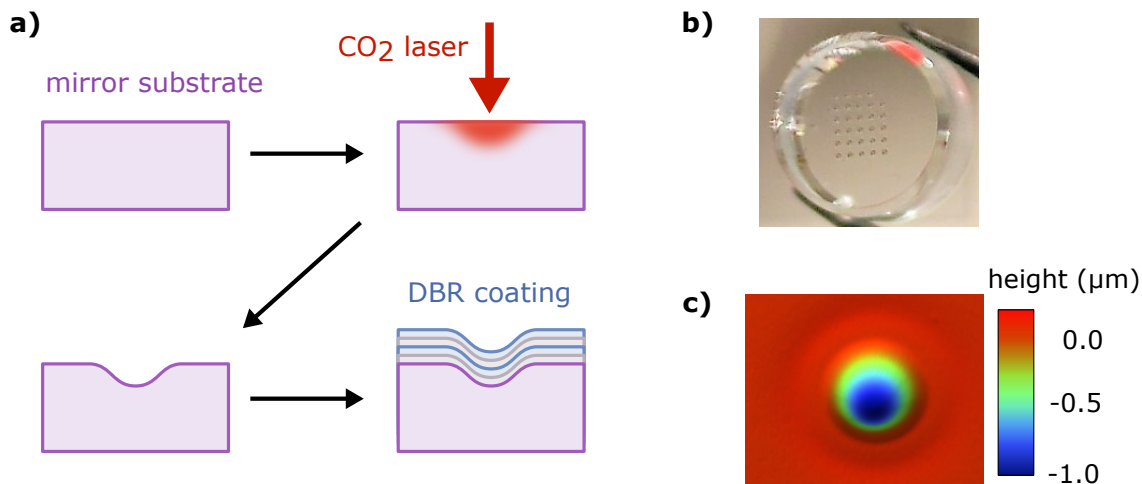 a)
CO2 laser
mirror substrate
DBR coating
b)
c)
height (μm)
0.0
-0.5
-1.0